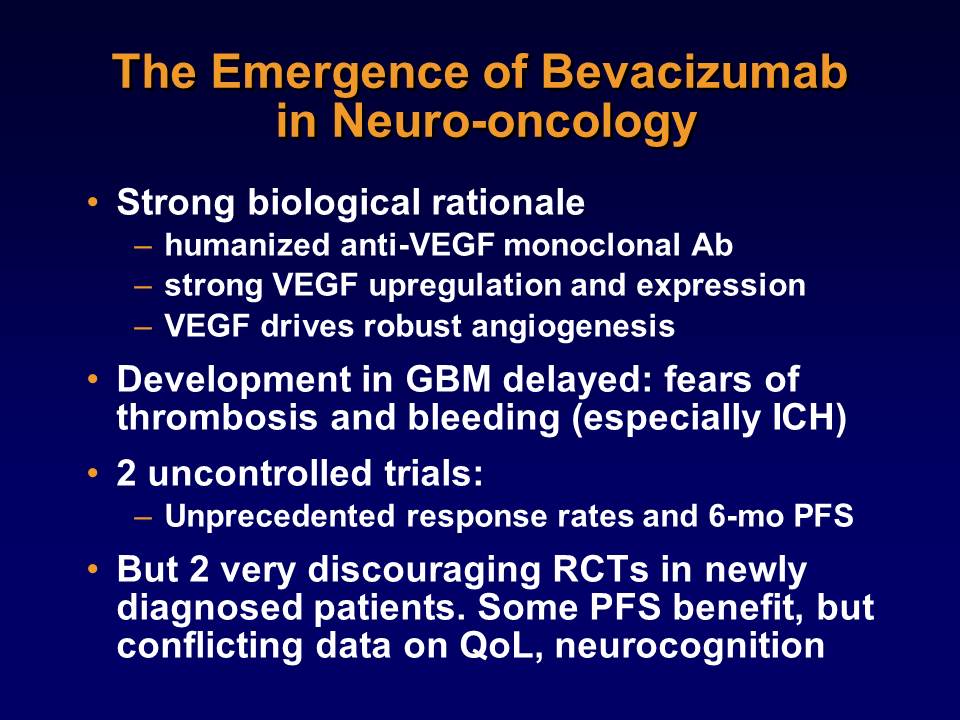 The Emergence of Bevacizumab
in Neuro-oncology
• Strong biological rationale
– humanized anti-VEGF monoclonal Ab
– strong VEGF upregulation and expression
– VEGF drives robust angiogenesis
• Development in GBM delayed: fears of
thrombosis and bleeding (especially ICH)
• 2 uncontrolled trials:
– Unprecedented response rates and 6-mo PFS
• But 2 very discouraging RCTs in newly
diagnosed patients. Some PFS benefit, but
conflicting data on QoL, neurocognition